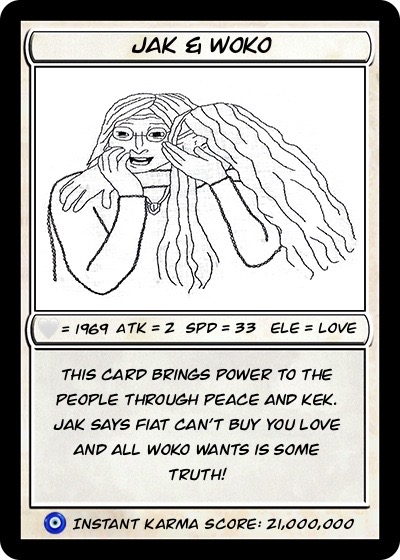 JAK & WOKO
= 1969 ATK = 2 SPD = 33 ELE = LOVE
THIS CARD BRINGS POWER TO THE
PEOPLE THROUGH PEACE AND KEK.
JAK SAYS FIAT CAN'T BUY YOU LOVE
AND ALL WOKO WANTS IS SOME
TRUTH!
INSTANT KARMA SCORE: 21,000,000